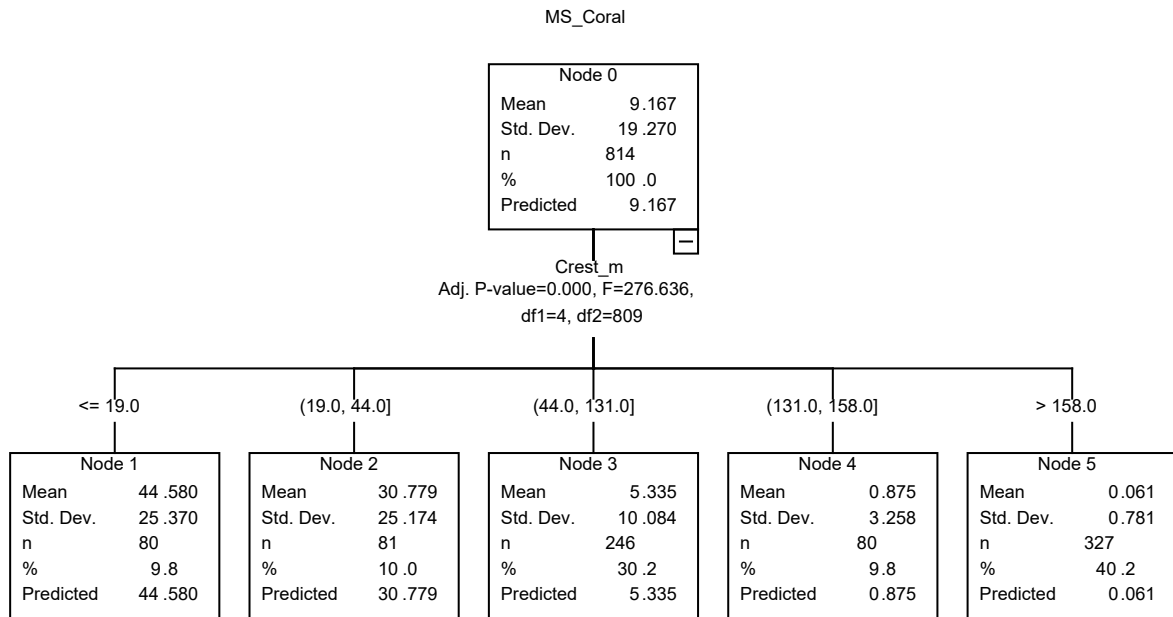 MS_Coral
Node 0
Mean 9.167
Std. Dev. 19 .270
n 814
% 100 .0
Predicted 9.167
Crest_m
Adj. P-value=0.000, F=276.636,
df1=4, df2=809
<= 19.0 (19.0, 44.0] (44.0, 131.0] (131.0, 158.0] > 158.0
Node 1
Mean 44 .580
Std. Dev. 25 .370
n 80
% 9.8
Predicted 44 .580
Node 2
Mean 30 .779
Std. Dev. 25 .174
n 81
% 10 .0
Predicted 30 .779
Node 3
Mean 5.335
Std. Dev. 10 .084
n 246
% 30 .2
Predicted 5.335
Node 4
Mean 0.875
Std. Dev. 3.258
n 80
% 9.8
Predicted 0.875
Node 5
Mean 0.061
Std. Dev. 0.781
n 327
% 40 .2
Predicted 0.061